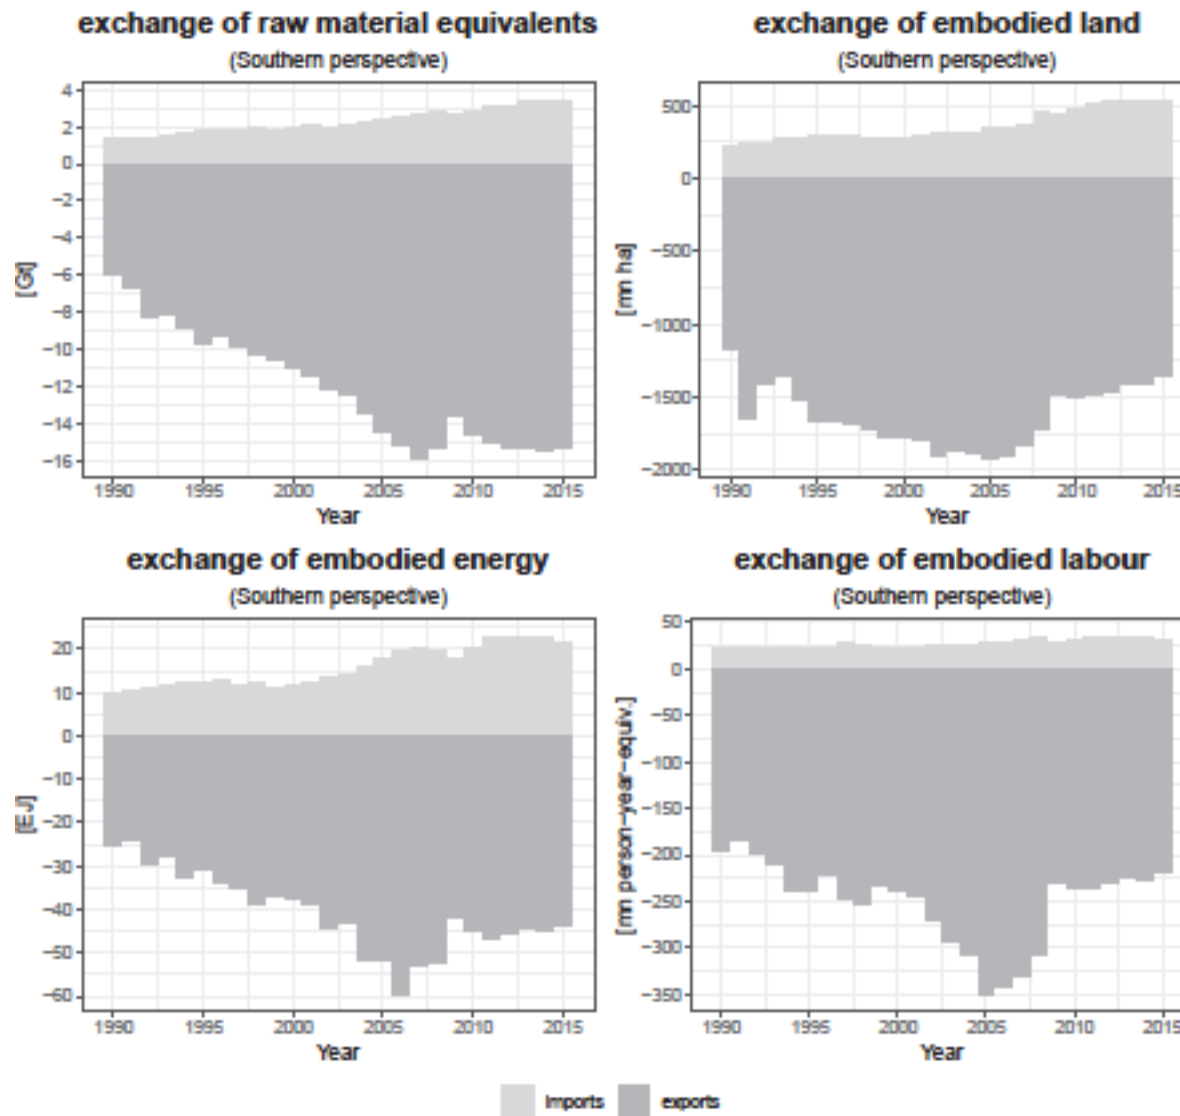 exchange of raw material equivalents
(Southern perspective)
[Gt]
4
2
0
−2
−4
−6
−8
−10
−12
−14
−16
1990 1995 2000 2005 2010 2015
Year
exchange of embodied land
(Southern perspective)
[mn ha]
500
0
−500
−1000
−1500
−2000
1990 1995 2000 2005 2010 2015
Year
exchange of embodied energy
(Southern perspective)
[EJ]
20
10
0
−10
−20
−30
−40
−50
−60
1990 1995 2000 2005 2010 2015
Year
exchange of embodied labour
(Southern perspective)
[mn person−year−equiv.]
50
0
−50
−100
−150
−200
−250
−300
−350
1990 1995 2000 2005 2010 2015
Year
imports exports